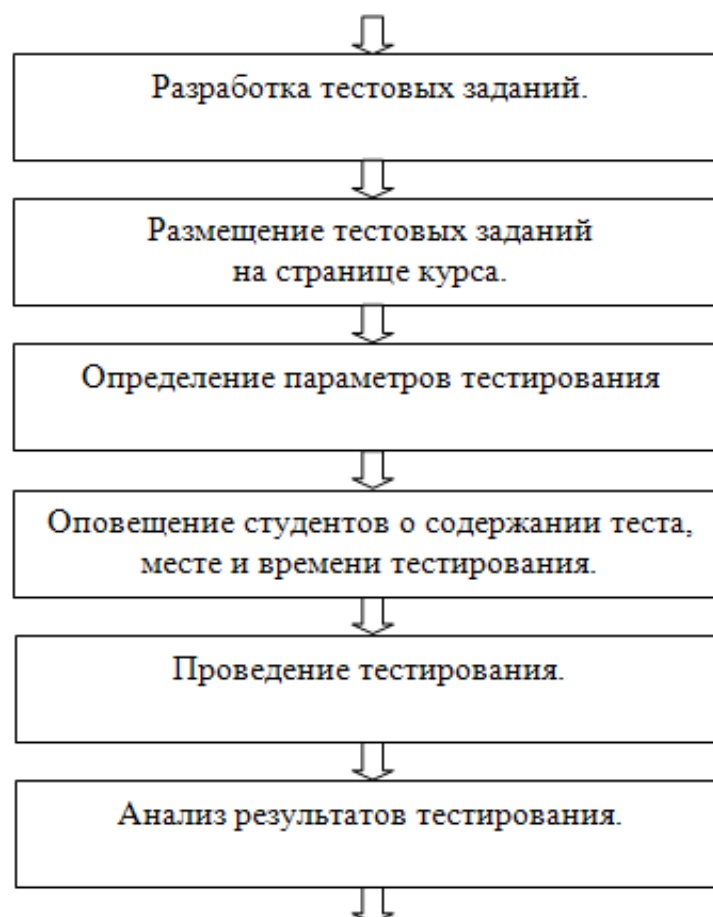 Разработка тестовых заданий.
Размещение тестовых заданий
на странице курса.
Определение параметров тестирования
Оповещение студентов о содержании теста,
месте и времени тестирования.
Проведение тестирования.
Анализ результатов тестирования.